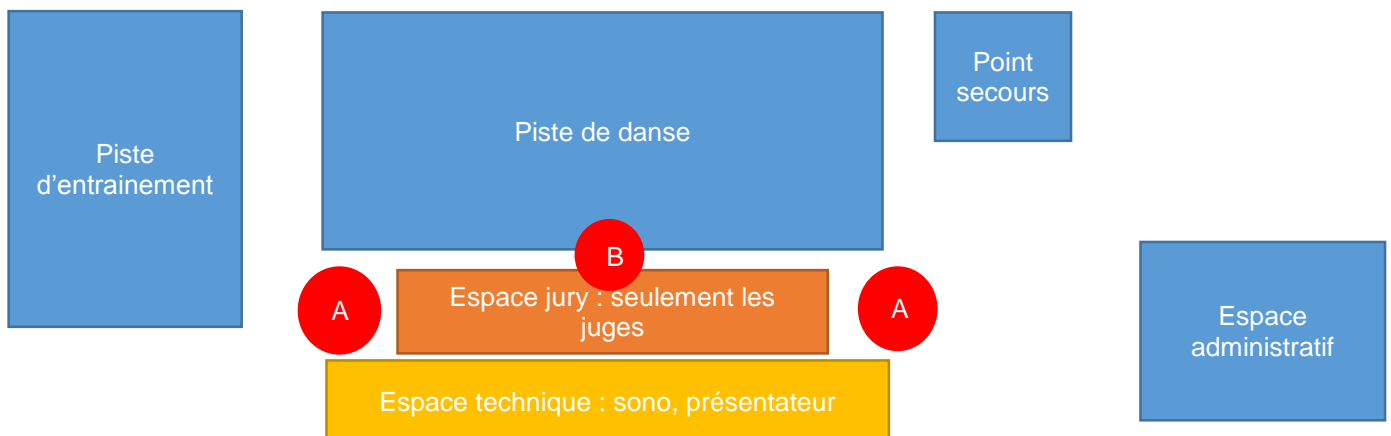 Piste
d’entrainement
Piste de danse
Point
secours
B
A
Espace jury : seulement les
juges
A
Espace
administratif
Espace technique : sono, présentateur